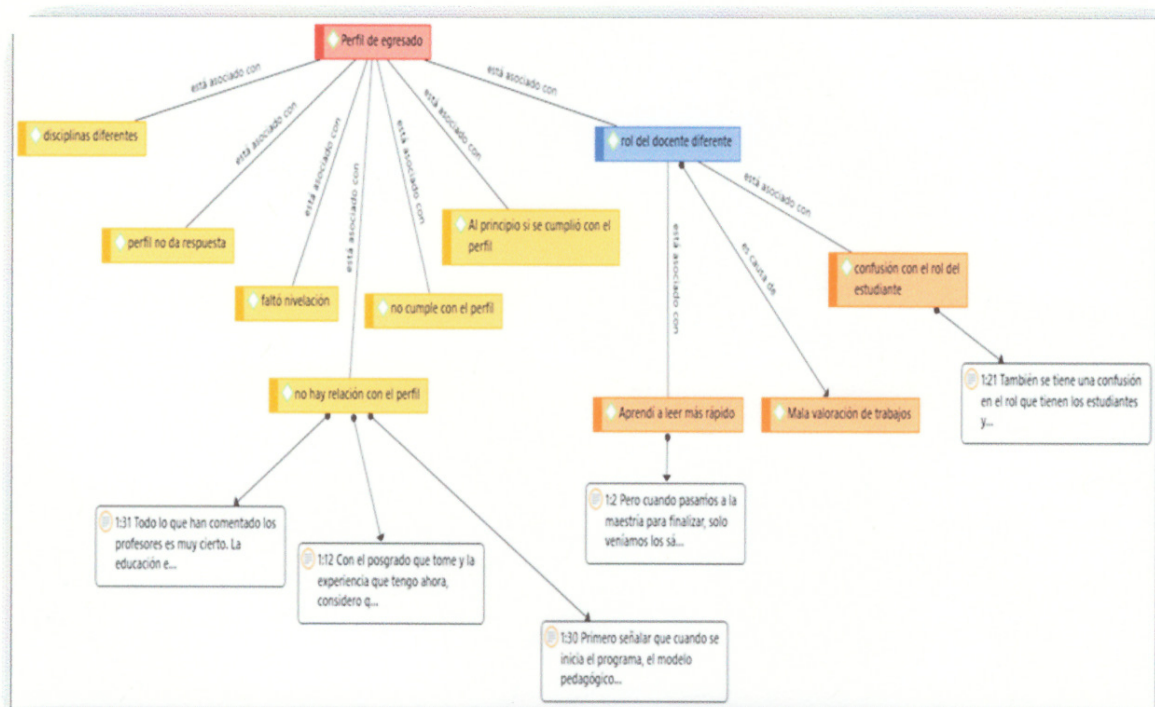 Perfil de egresado
está asociado con
está asociado con
está asociado con
está asociado con
está asociado con
está asociado con
está asociado con
disciplinas diferentes
rol del docente diferente
perfil no da respuesta
Al principio si se cumplió con el
perfil
faltó nivelación
no cumple con el perfil
está asociado con
es causa de
está asociado con
confusión con el rol del
estudiante
no hay relación con el perfil
Aprendí a leer más rápido
Mala valoración de trabajos
1:21 También se tiene una confusión
en el rol que tienen los estudiantes
y...
1:31 Todo lo que han comentado los
profesores es muy cierto. La
educación e...
1:12 Con el posgrado que tome y la
experiencia que tengo ahora,
considero q...
1:2 Pero cuando pasamos a la
maestría para finalizar, solo
veníamos los sá...
1:30 Primero señalar que cuando se
inicia el programa, el modelo
pedagógico...